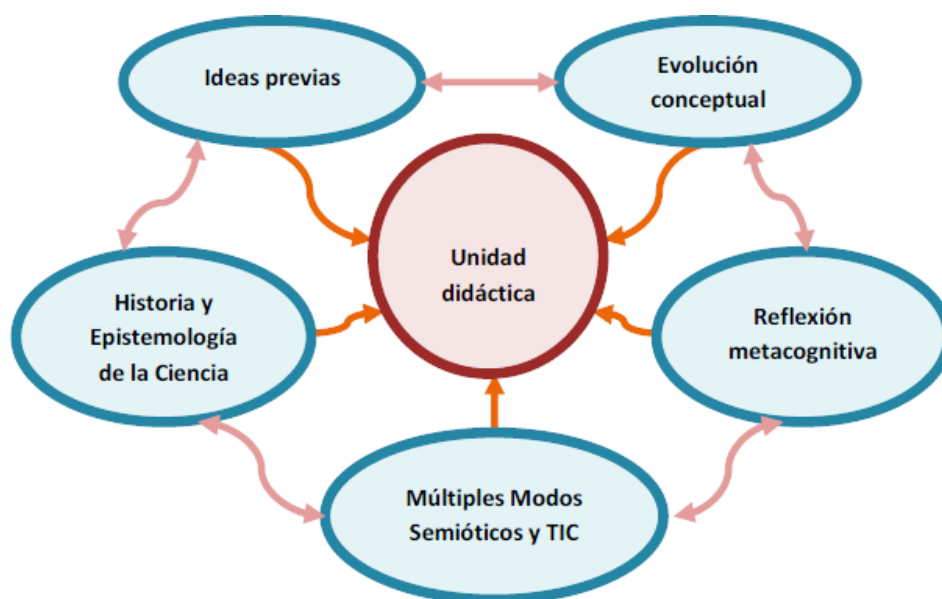 Ideas previas
Evolución
conceptual
Unidad
didáctica
Historia y
Epistemología
de la Ciencia
Reflexión
metacognitiva
Múltiples Modos
Semióticos y TIC